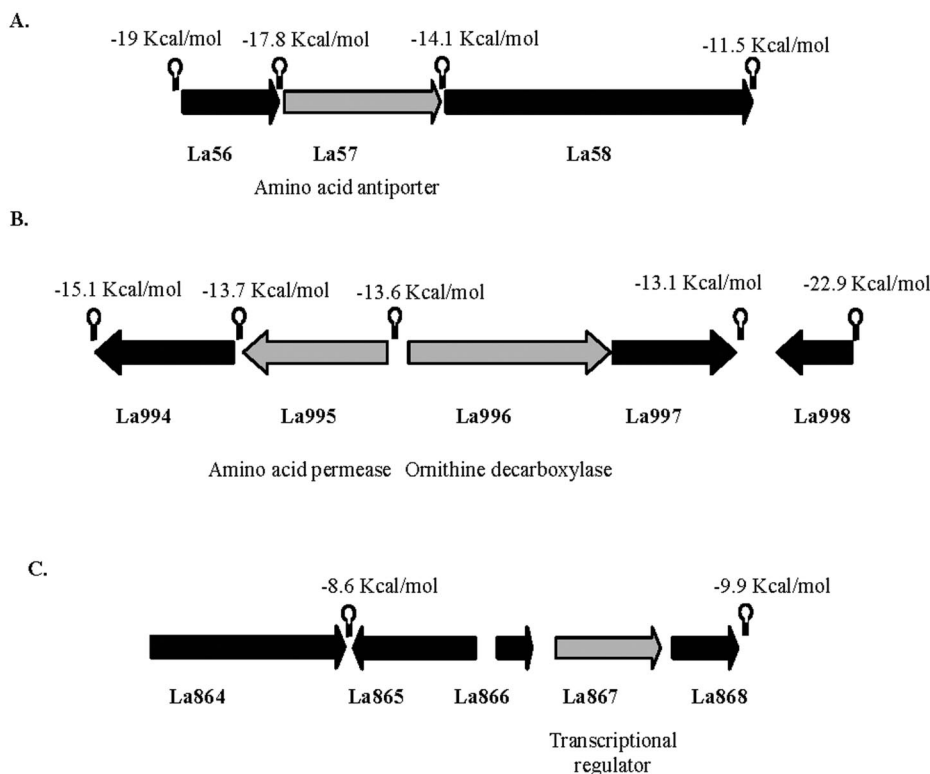 A.
-19 Kcal/mol -17.8 Kcal/mol -14.1 Kcal/mol -11.5 Kcal/mol
La56 La57 La58
Amino acid antiporter
B.
-15.1 Kcal/mol -13.7 Kcal/mol -13.6 Kcal/mol -13.1 Kcal/mol -22.9 Kcal/mol
La994 La995 La996 La997 La998
Amino acid permease Ornithine decarboxylase
C.
-8.6 Kcal/mol -9.9 Kcal/mol
La864 La865 La866 La867 La868
Transcriptional
regulator